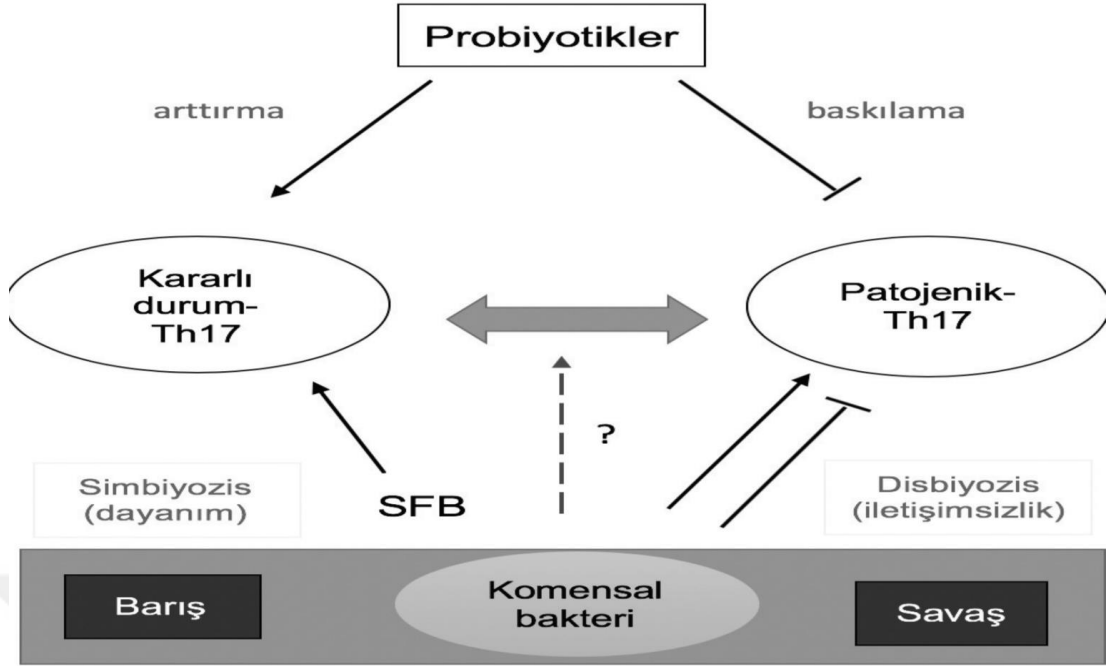 Probiyotikler
arttırma
baskılama
Kararlı
durum-
Th17
Patojenik-
Th17
?
SFB
Simbiyozis
(dayanım)
Disbiyozis
(iletişimsizlik)
Barış
Komensal
bakteri
Savaş